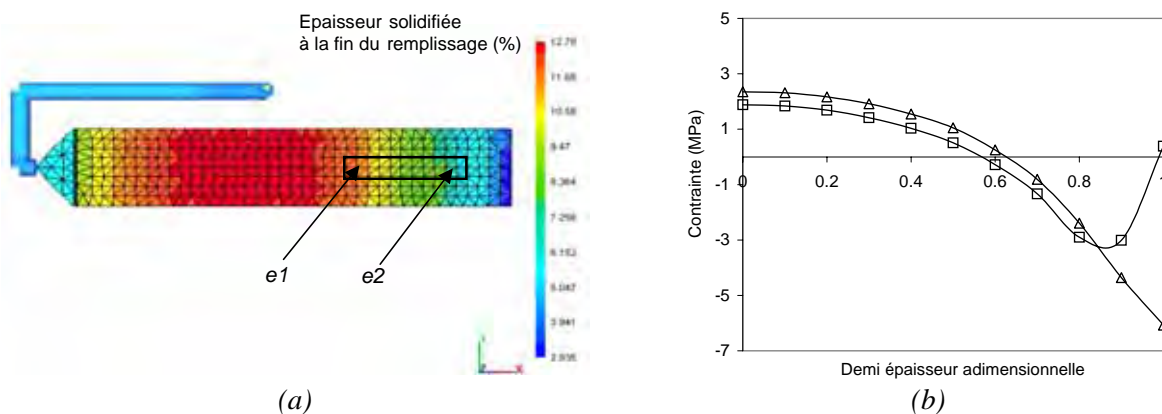 Epaisseur solidifiée
à la fin du remplissage (%)
12.78
11.68
10.58
9.47
8.364
7.258
6.152
5.047
3.941
2.835
e1
e2
Y
Z
X
(a)
Contrainte (MPa)
5
3
1
-1
-3
-5
-7
0
0.2
0.4
0.6
0.8
1
Demi épaisseur adimensionnelle
(b)